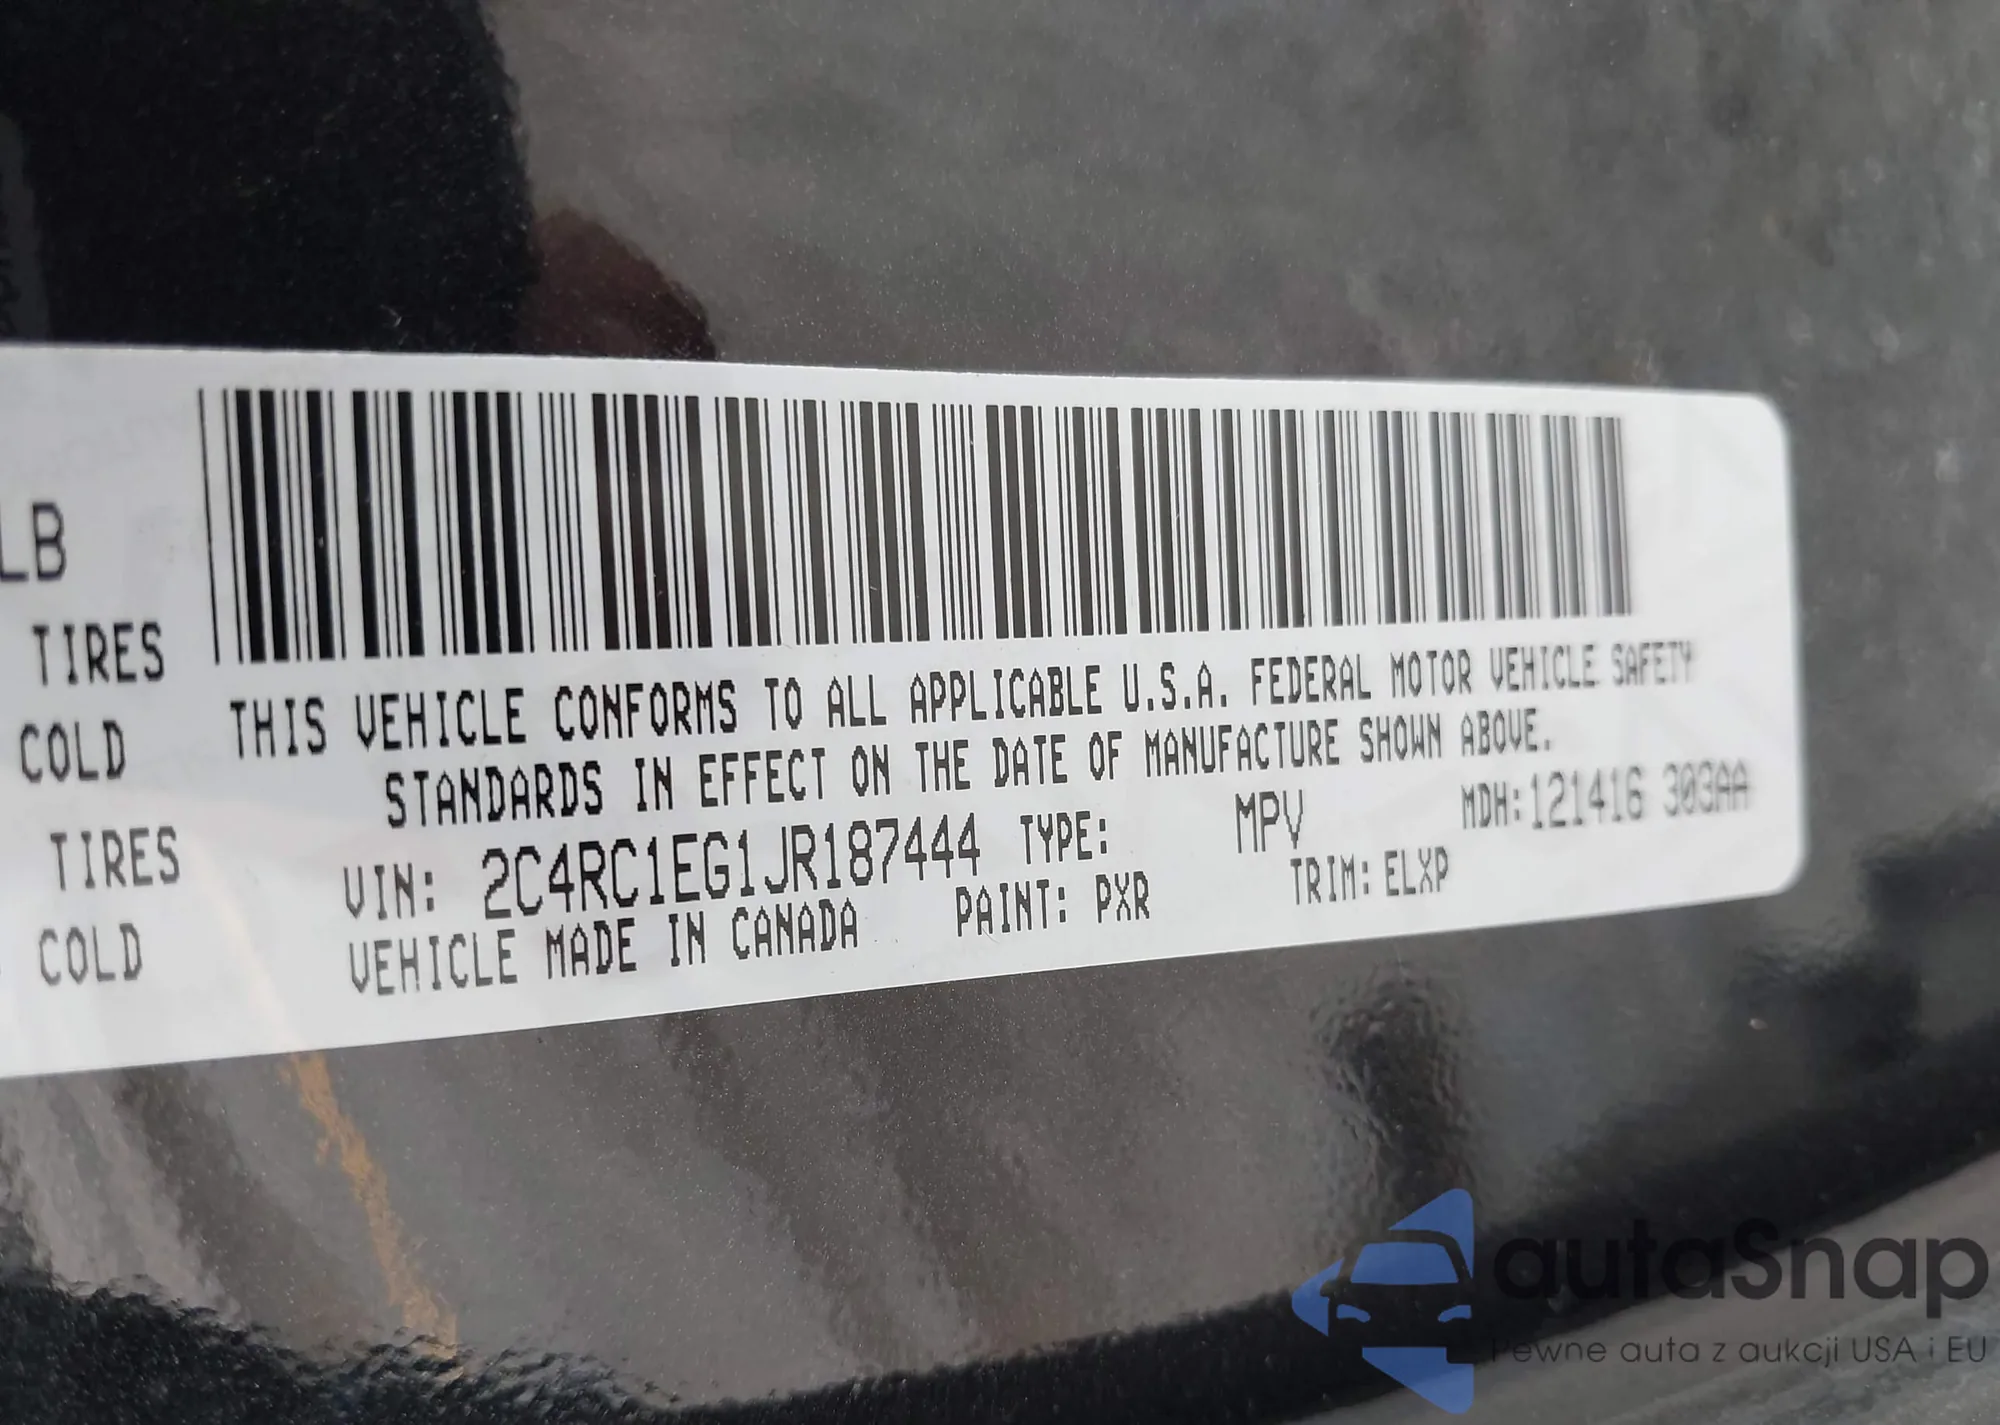 LB
TIRES
COLD
TIRES
COLD
THIS VEHICLE CONFORMS TO ALL APPLICABLE U.S.A. FEDERAL MOTOR VEHICLE SAFETY
STANDARDS IN EFFECT ON THE DATE OF MANUFACTURE SHOWN ABOVE.
VIN: 2C4RC1EG1JR187444 TYPE: MPV MDH:121416 303AA
VEHICLE MADE IN CANADA PAINT: PXR TRIM: ELXP
autaSnap
Pewne auta z aukcji USA i EU